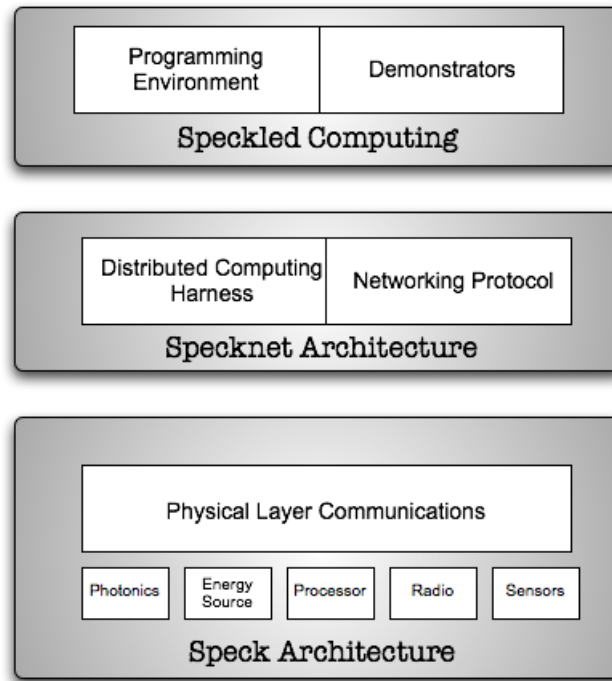 Programming
Environment
Demonstrators
Speckled Computing
Distributed Computing
Harness
Networking Protocol
Specknet Architecture
Physical Layer Communications
Photonics
Energy
Source
Processor
Radio
Sensors
Speck Architecture